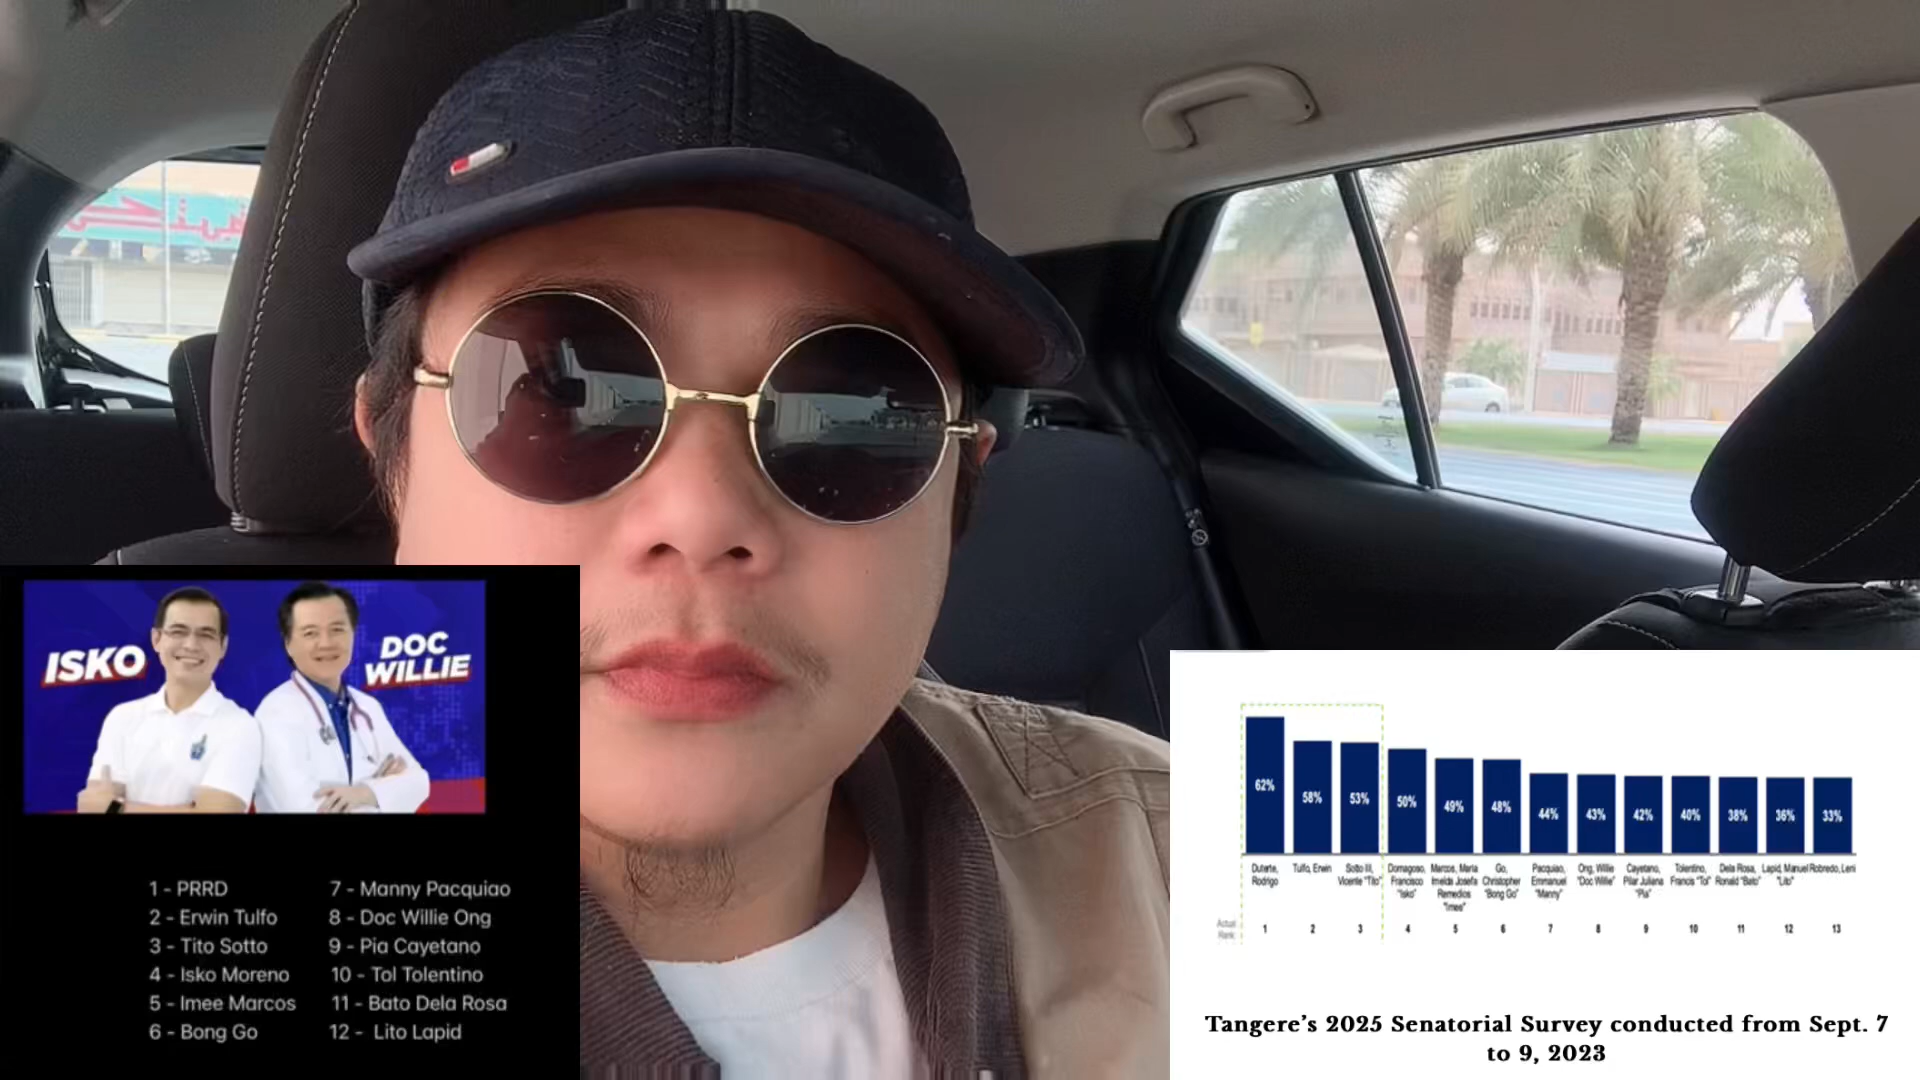 ISKO
DOC
WILLIE
1 - PRRD
2 - Erwin Tulfo
3 - Tito Sotto
4 - Isko Moreno
5 - Imee Marcos
6 - Bong Go
7 - Manny Pacquiao
8 - Doc Willie Ong
9 - Pia Cayetano
10 - Tol Tolentino
11 - Bato Dela Rosa
12 - Lito Lapid
62% 58% 53% 50% 49% 48% 44% 43% 42% 40% 38% 36% 33%
Duterte,
Rodrigo
Tulfo, Erwin
Sotto III,
Vicente "Tito"
Domagoso,
Francisco
"Isko"
Marcos, Maria
Imelda Josefa
Remedios
"Imee"
Go,
Christopher
"Bong Go"
Pacquiao,
Emmanuel
"Manny"
Ong, Willie
"Doc Willie"
Cayetano,
Pilar Juliana
"Pia"
Tolentino,
Francis "Tol"
Dela Rosa,
Ronald "Bato"
Lapid, Manuel
"Lito"
Robredo, Leni
Actual
Rank
1 2 3 4 5 6 7 8 9 10 11 12 13
Tangere's 2025 Senatorial Survey conducted from Sept. 7
to 9, 2023